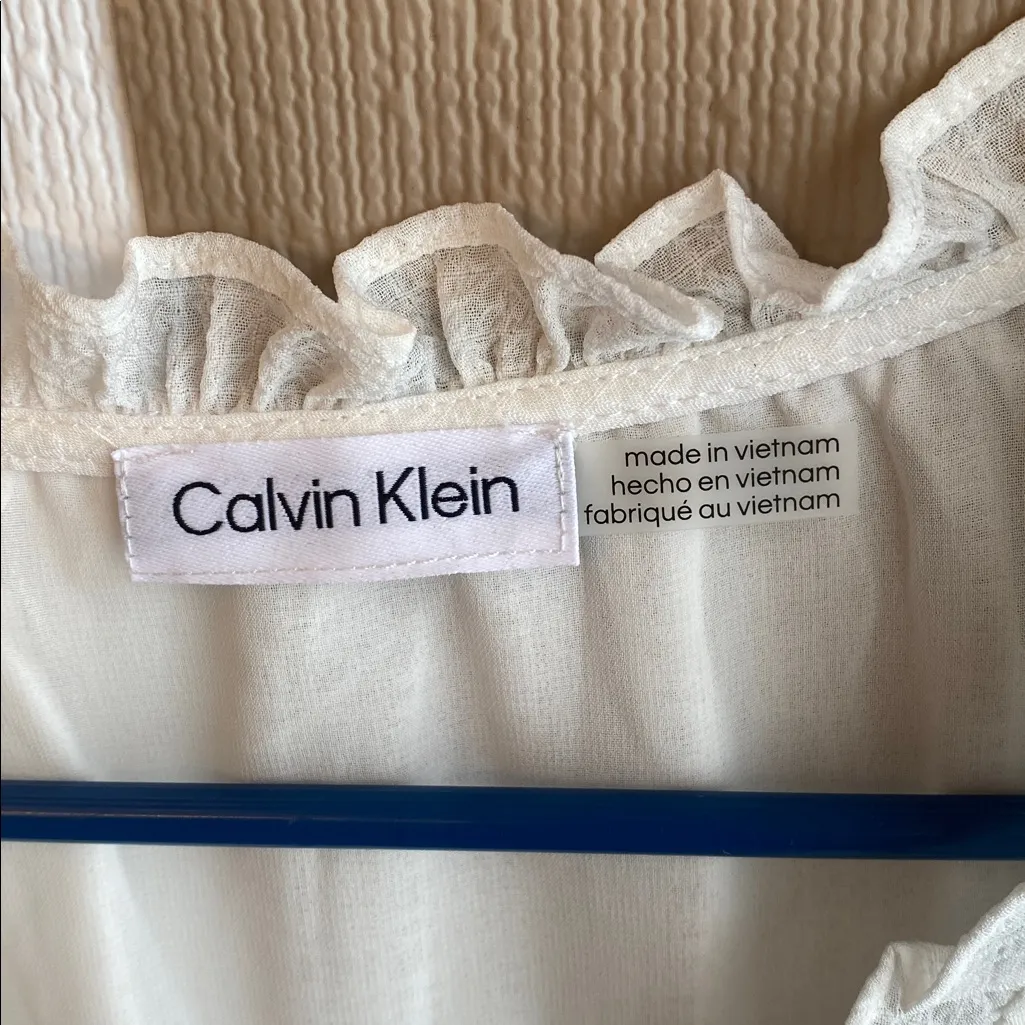 Calvin Klein
made in vietnam
hecho en vietnam
fabriqué au vietnam